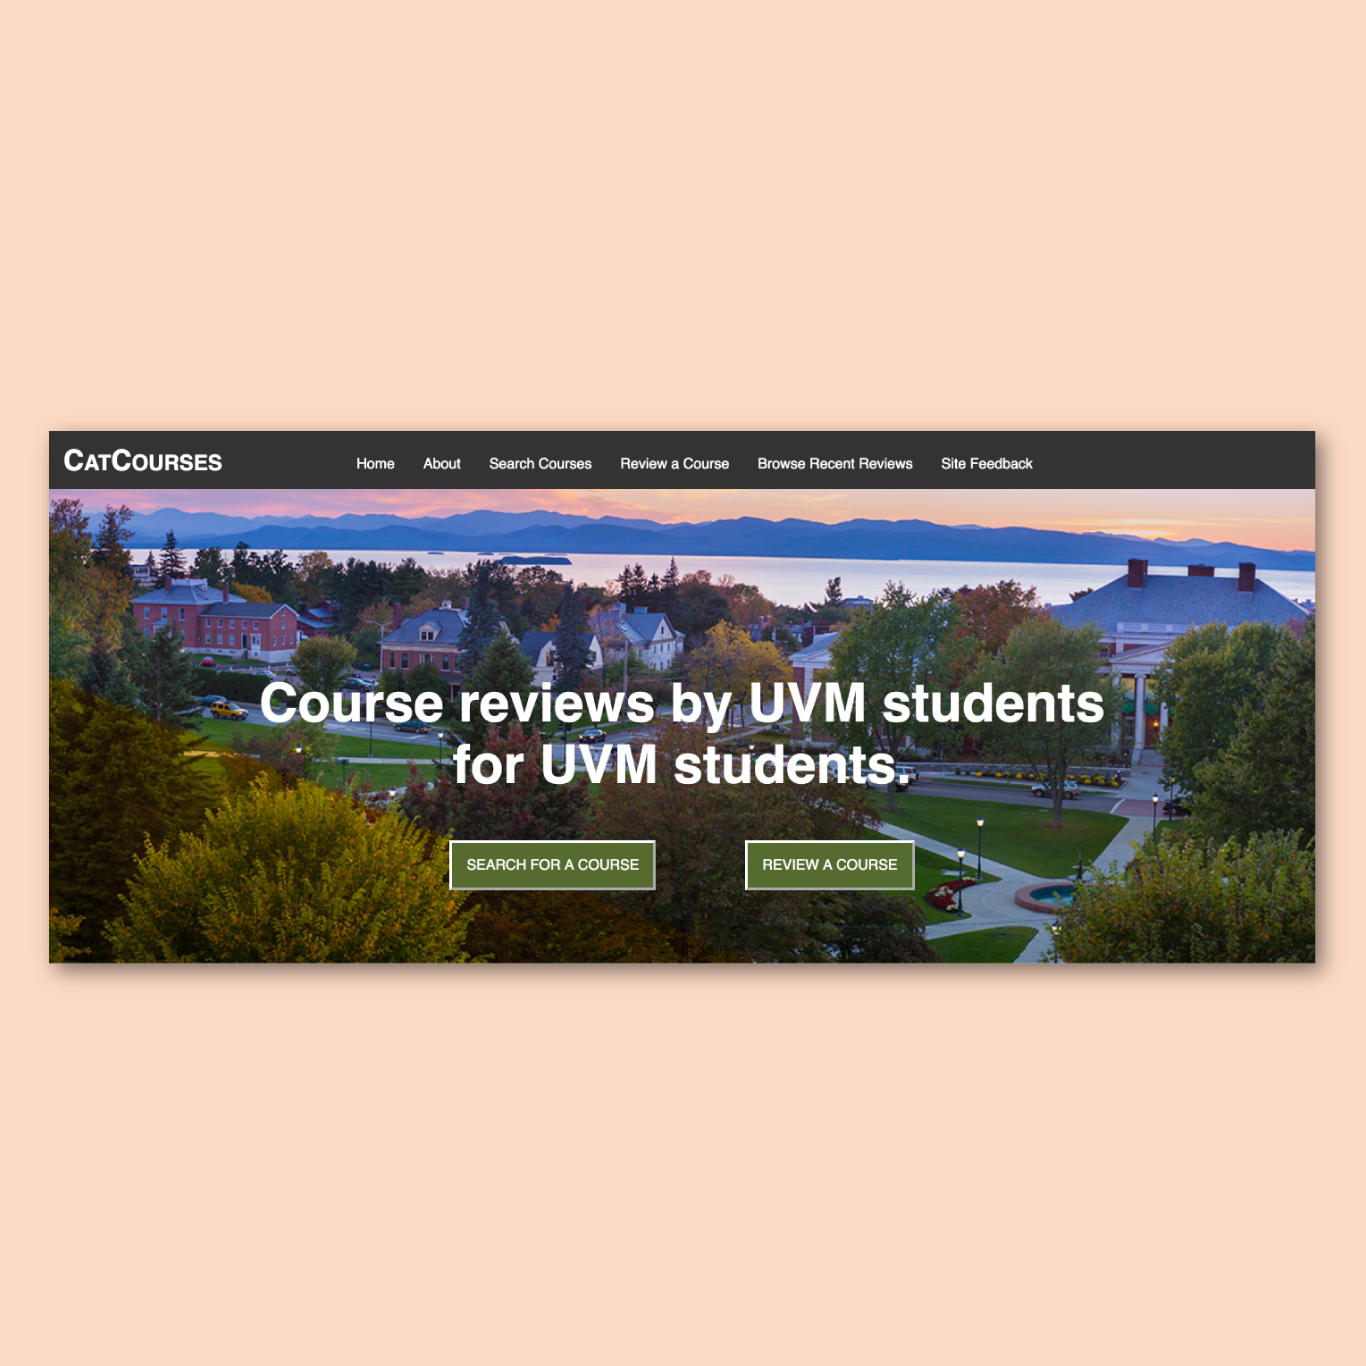 CatCourses
Home About Search Courses Review a Course Browse Recent Reviews Site Feedback
Course reviews by UVM students
for UVM students.
SEARCH FOR A COURSE REVIEW A COURSE